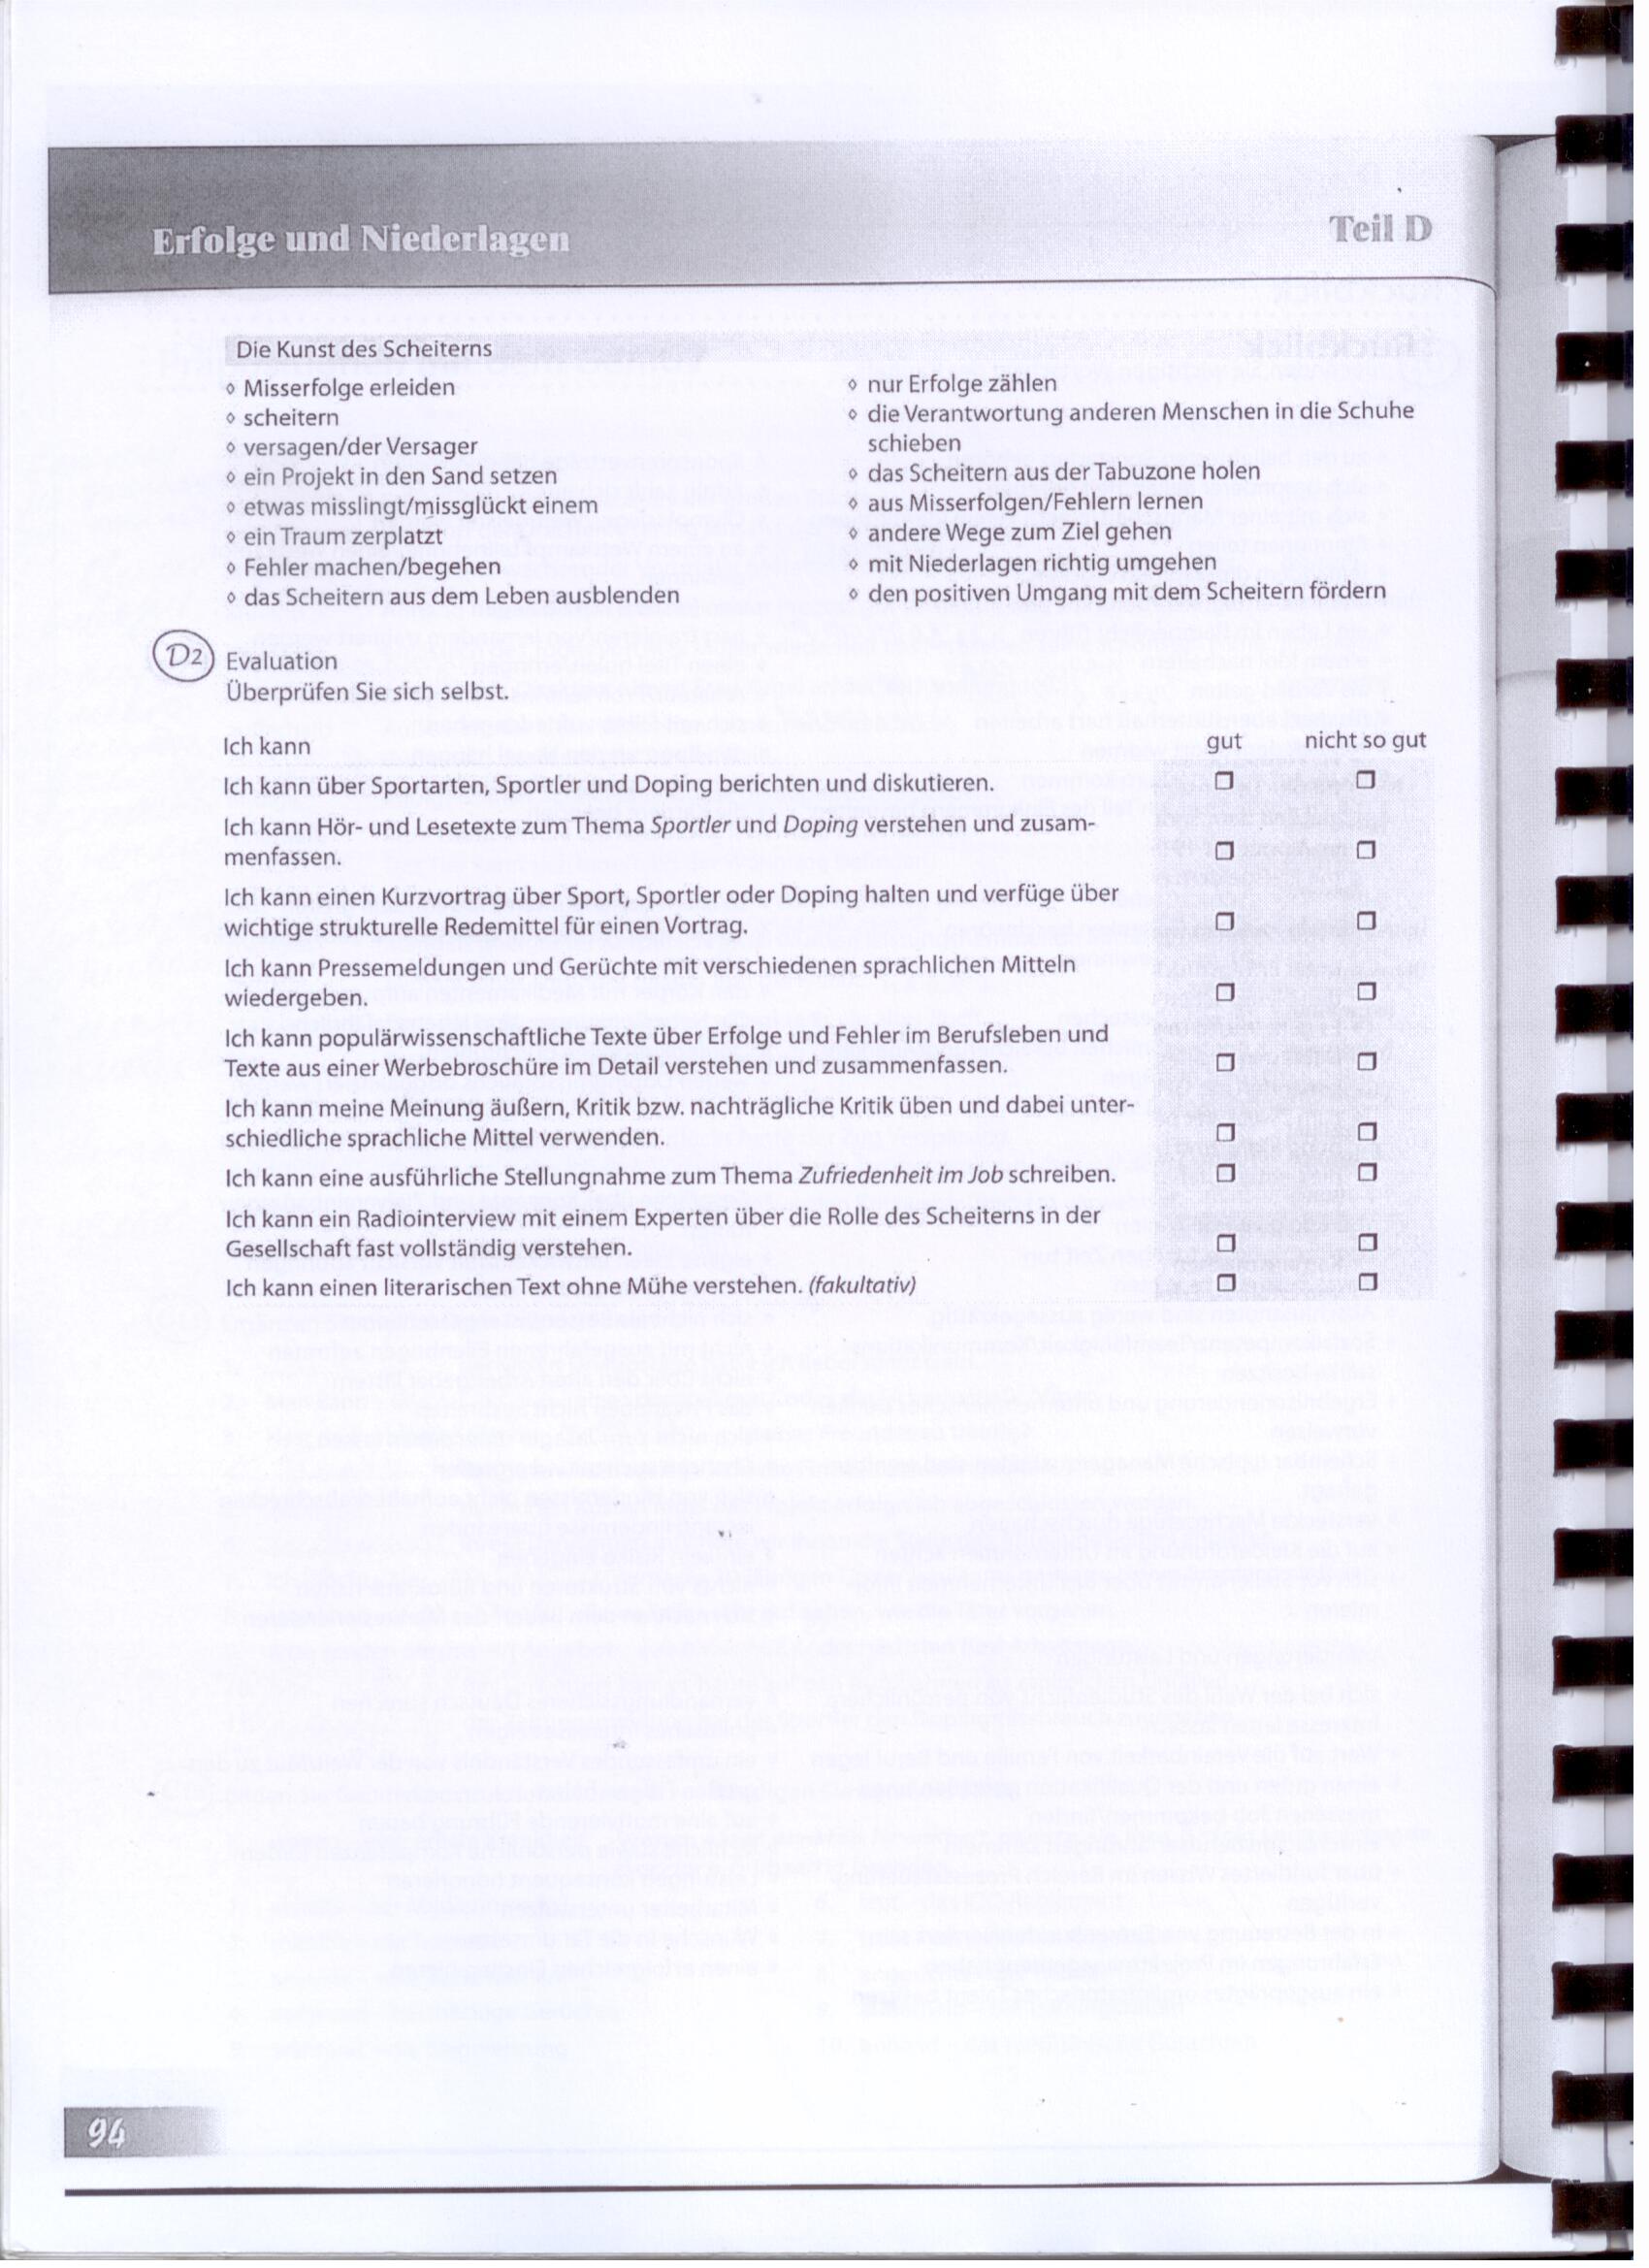 Erfolge und Niederlagen
Teil D
Die Kunst des Scheiterns
◊ Misserfolge erleiden
◊ scheitern
◊ versagen/der Versager
◊ ein Projekt in den Sand setzen
◊ etwas misslingt/missglückt einem
◊ ein Traum zerplatzt
◊ Fehler machen/begehen
◊ das Scheitern aus dem Leben ausblenden
◊ nur Erfolge zählen
◊ die Verantwortung anderen Menschen in die Schuhe
schieben
◊ das Scheitern aus der Tabuzone holen
◊ aus Misserfolgen/Fehlern lernen
◊ andere Wege zum Ziel gehen
◊ mit Niederlagen richtig umgehen
◊ den positiven Umgang mit dem Scheitern fördern
D2 Evaluation
Überprüfen Sie sich selbst.
Ich kann gut nicht so gut
Ich kann über Sportarten, Sportler und Doping berichten und diskutieren. ❐ ❐
Ich kann Hör- und Lesetexte zum Thema Sportler und Doping verstehen und zusam-
menfassen. ❐ ❐
Ich kann einen Kurzvortrag über Sport, Sportler oder Doping halten und verfüge über
wichtige strukturelle Redemittel für einen Vortrag. ❐ ❐
Ich kann Pressemeldungen und Gerüchte mit verschiedenen sprachlichen Mitteln
wiedergeben. ❐ ❐
Ich kann populärwissenschaftliche Texte über Erfolge und Fehler im Berufsleben und
Texte aus einer Werbebroschüre im Detail verstehen und zusammenfassen. ❐ ❐
Ich kann meine Meinung äußern, Kritik bzw. nachträgliche Kritik üben und dabei unter-
schiedliche sprachliche Mittel verwenden. ❐ ❐
Ich kann eine ausführliche Stellungnahme zum Thema Zufriedenheit im Job schreiben. ❐ ❐
Ich kann ein Radiointerview mit einem Experten über die Rolle des Scheiterns in der
Gesellschaft fast vollständig verstehen. ❐ ❐
Ich kann einen literarischen Text ohne Mühe verstehen. (fakultativ) ❐ ❐
94